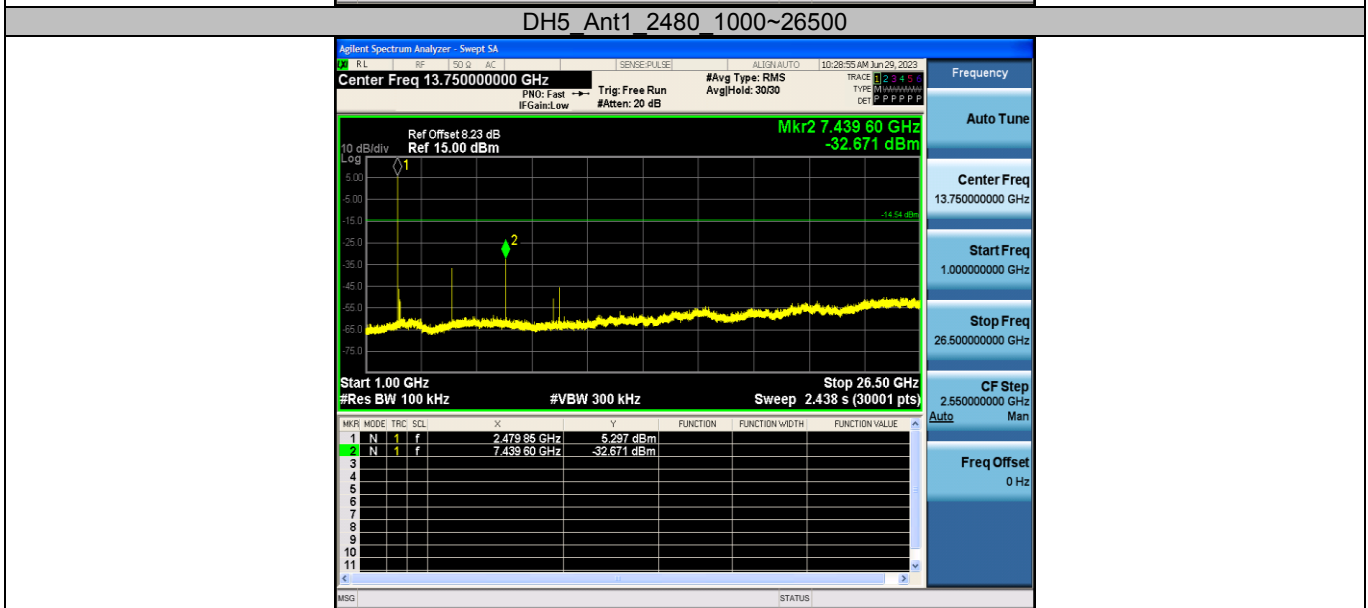 DH5_Ant1_2480_1000~26500
Agilent Spectrum Analyzer - Swept SA
RL RF 50 Ω AC SENSE:PULSE ALIGN AUTO 10:28:55 AM Jun 29, 2023
Center Freq 13.750000000 GHz #Avg Type: RMS TRACE 1 2 3 4 5 6
PNO: Fast Trig: Free Run Avg|Hold: 30/30 TYPE M
IFGain:Low #Atten: 20 dB DET P P P P P P
Mkr2 7.439 60 GHz
Ref Offset 8.23 dB
10 dB/div Ref 15.00 dBm -32.671 dBm
Log
1
5.00
-5.00
-14.54 dBm
-15.0
2
-25.0
-35.0
-45.0
-55.0
-65.0
-75.0
Start 1.00 GHz Stop 26.50 GHz
#Res BW 100 kHz #VBW 300 kHz Sweep 2.438 s (30001 pts)
MKR MODE TRC SCL X Y FUNCTION FUNCTION WIDTH FUNCTION VALUE
1 N 1 f 2.479 85 GHz 5.297 dBm
2 N 1 f 7.439 60 GHz -32.671 dBm
3
4
5
6
7
8
9
10
11
MSG STATUS
Frequency
Auto Tune
Center Freq
13.750000000 GHz
Start Freq
1.000000000 GHz
Stop Freq
26.500000000 GHz
CF Step
2.550000000 GHz
Auto Man
Freq Offset
0 Hz